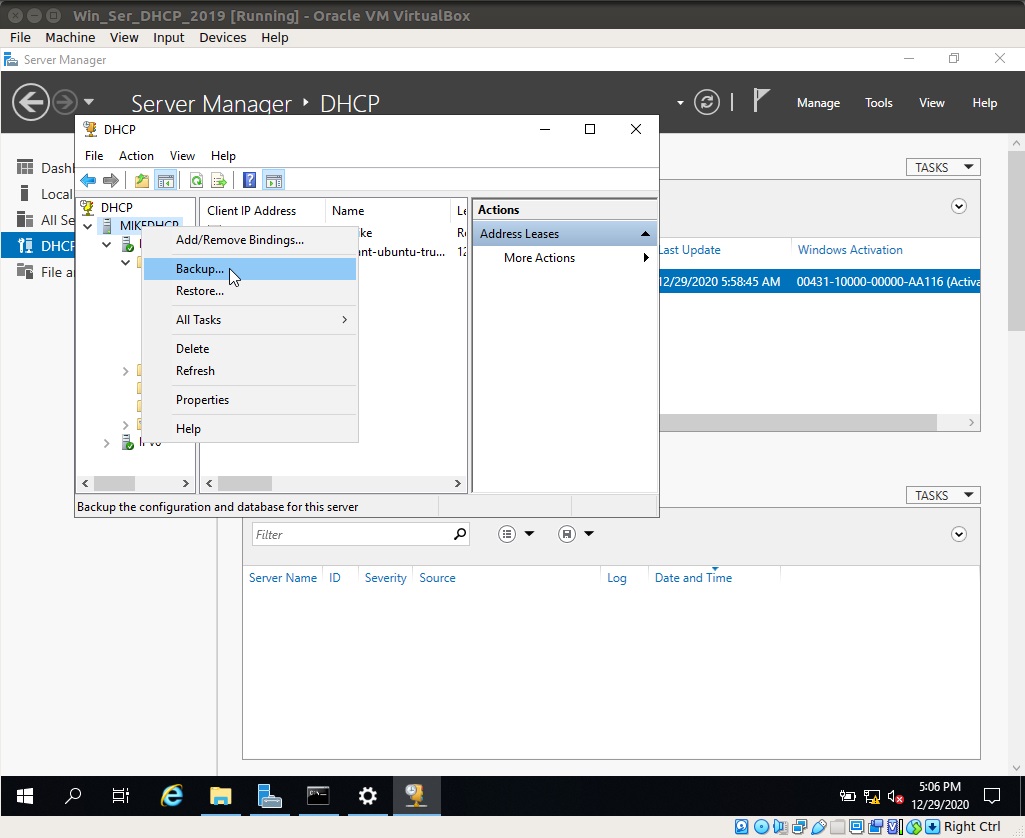 Win_Ser_DHCP_2019 [Running] - Oracle VM VirtualBox
File Machine View Input Devices Help
Server Manager
Server Manager ‣ DHCP
Manage Tools View Help
Dashb
Local
All Se
DHCP
File a
DHCP
File Action View Help
DHCP
MIKEDHCP
Client IP Address Name Le
Add/Remove Bindings...
Backup...
Restore...
All Tasks
Delete
Refresh
Properties
Help
ike Re
ant-ubuntu-tru... 12
Actions
Address Leases
More Actions
Backup the configuration and database for this server
TASKS
Last Update Windows Activation
12/29/2020 5:58:45 AM 00431-10000-00000-AA116 (Activa
TASKS
Filter
Server Name ID Severity Source Log Date and Time
5:06 PM
12/29/2020
Right Ctrl